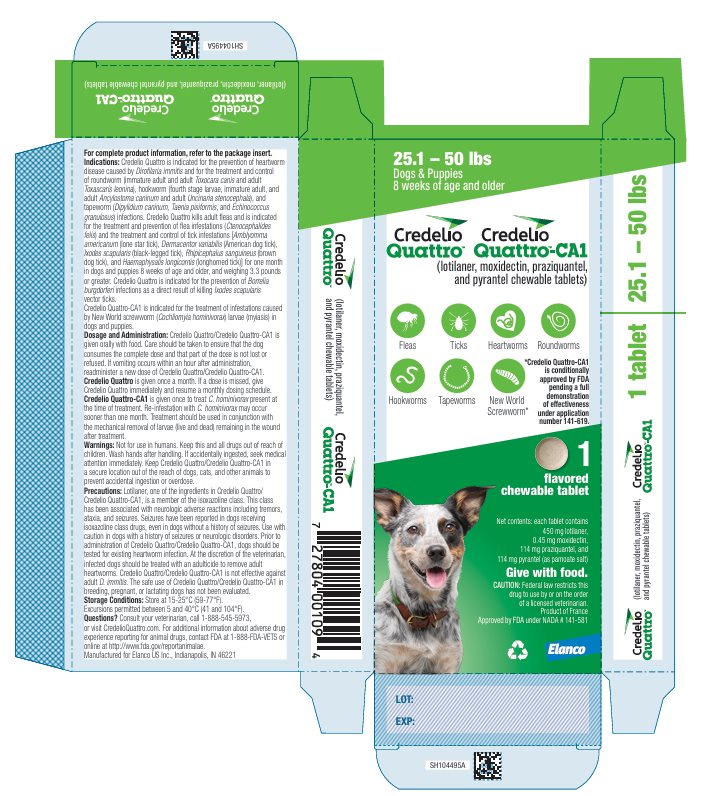 SH104495A
Credelio Quattro™ Credelio Quattro™-CA1
(lotilaner, moxidectin, praziquantel, and pyrantel chewable tablets)
For complete product information, refer to the package insert.
Indications: Credelio Quattro is indicated for the prevention of heartworm
disease caused by Dirofilaria immitis and for the treatment and control
of roundworm [immature adult and adult Toxocara canis and adult
Toxascaris leonina), hookworm (fourth stage larvae, immature adult, and
adult Ancylostoma caninum and adult Uncinaria stenocephala), and
tapeworm (Dipylidium caninum, Taenia pisiformis, and Echinococcus
granulosus) infections. Credelio Quattro kills adult fleas and is indicated
for the treatment and prevention of flea infestations (Ctenocephalides
felis) and the treatment and control of tick infestations [Amblyomma
americanum (lone star tick), Dermacentor variabilis (American dog tick),
Ixodes scapularis (black-legged tick), Rhipicephalus sanguineus (brown
dog tick), and Haemaphysalis longicornis (longhorned tick)] for one month
in dogs and puppies 8 weeks of age and older, and weighing 3.3 pounds
or greater. Credelio Quattro is indicated for the prevention of Borrelia
burgdorferi infections as a direct result of killing Ixodes scapularis
vector ticks.
Credelio Quattro-CA1 is indicated for the treatment of infestations caused
by New World screwworm (Cochliomyia hominivorax) larvae (myiasis) in
dogs and puppies.
Dosage and Administration: Credelio Quattro/Credelio Quattro-CA1 is
given orally with food. Care should be taken to ensure that the dog
consumes the complete dose and that part of the dose is not lost or
refused. If vomiting occurs within an hour after administration,
readminister a new dose of Credelio Quattro/Credelio Quattro-CA1.
Credelio Quattro is given once a month. If a dose is missed, give
Credelio Quattro immediately and resume a monthly dosing schedule.
Credelio Quattro-CA1 is given once to treat C. hominivorax present at
the time of treatment. Re-infestation with C. hominivorax may occur
sooner than one month. Treatment should be used in conjunction with
the mechanical removal of larvae (live and dead) remaining in the wound
after treatment.
Warnings: Not for use in humans. Keep this and all drugs out of reach of
children. Wash hands after handling. If accidentally ingested, seek medical
attention immediately. Keep Credelio Quattro/Credelio Quattro-CA1 in
a secure location out of the reach of dogs, cats, and other animals to
prevent accidental ingestion or overdose.
Precautions: Lotilaner, one of the ingredients in Credelio Quattro/
Credelio Quattro-CA1, is a member of the isoxazoline class. This class
has been associated with neurologic adverse reactions including tremors,
ataxia, and seizures. Seizures have been reported in dogs receiving
isoxazoline class drugs, even in dogs without a history of seizures. Use with
caution in dogs with a history of seizures or neurologic disorders. Prior to
administration of Credelio Quattro/Credelio Quattro-CA1, dogs should be
tested for existing heartworm infection. At the discretion of the veterinarian,
infected dogs should be treated with an adulticide to remove adult
heartworms. Credelio Quattro/Credelio Quattro-CA1 is not effective against
adult D. immitis. The safe use of Credelio Quattro/Credelio Quattro-CA1 in
breeding, pregnant, or lactating dogs has not been evaluated.
Storage Conditions: Store at 15-25°C (59-77°F).
Excursions permitted between 5 and 40°C (41 and 104°F).
Questions? Consult your veterinarian, call 1-888-545-5973,
or visit CredelioQuattro.com. For additional information about adverse drug
experience reporting for animal drugs, contact FDA at 1-888-FDA-VETS or
online at http://www.fda.gov/reportanimalae.
Manufactured for Elanco US Inc., Indianapolis, IN 46221
Credelio
Quattro™
(lotilaner, moxidectin, praziquantel,
and pyrantel chewable tablets)
Credelio
Quattro™-CA1
7 27804 00109 4
25.1 – 50 lbs
Dogs & Puppies
8 weeks of age and older
Credelio Quattro™ Credelio Quattro™-CA1
(lotilaner, moxidectin, praziquantel,
and pyrantel chewable tablets)
Fleas Ticks Heartworms Roundworms
Hookworms Tapeworms New World
Screwworm*
*Credelio Quattro-CA1
is conditionally
approved by FDA
pending a full
demonstration
of effectiveness
under application
number 141-619.
1
flavored
chewable tablet
Net contents: each tablet contains
450 mg lotilaner,
0.45 mg moxidectin,
114 mg praziquantel, and
114 mg pyrantel (as pamoate salt)
Give with food.
CAUTION: Federal law restricts this
drug to use by or on the order
of a licensed veterinarian.
Product of France
Approved by FDA under NADA # 141-581
Elanco
LOT:
EXP:
SH104495A
25.1 – 50 lbs
1 tablet
Credelio
Quattro™-CA1
(lotilaner, moxidectin, praziquantel,
and pyrantel chewable tablets)
Credelio
Quattro™